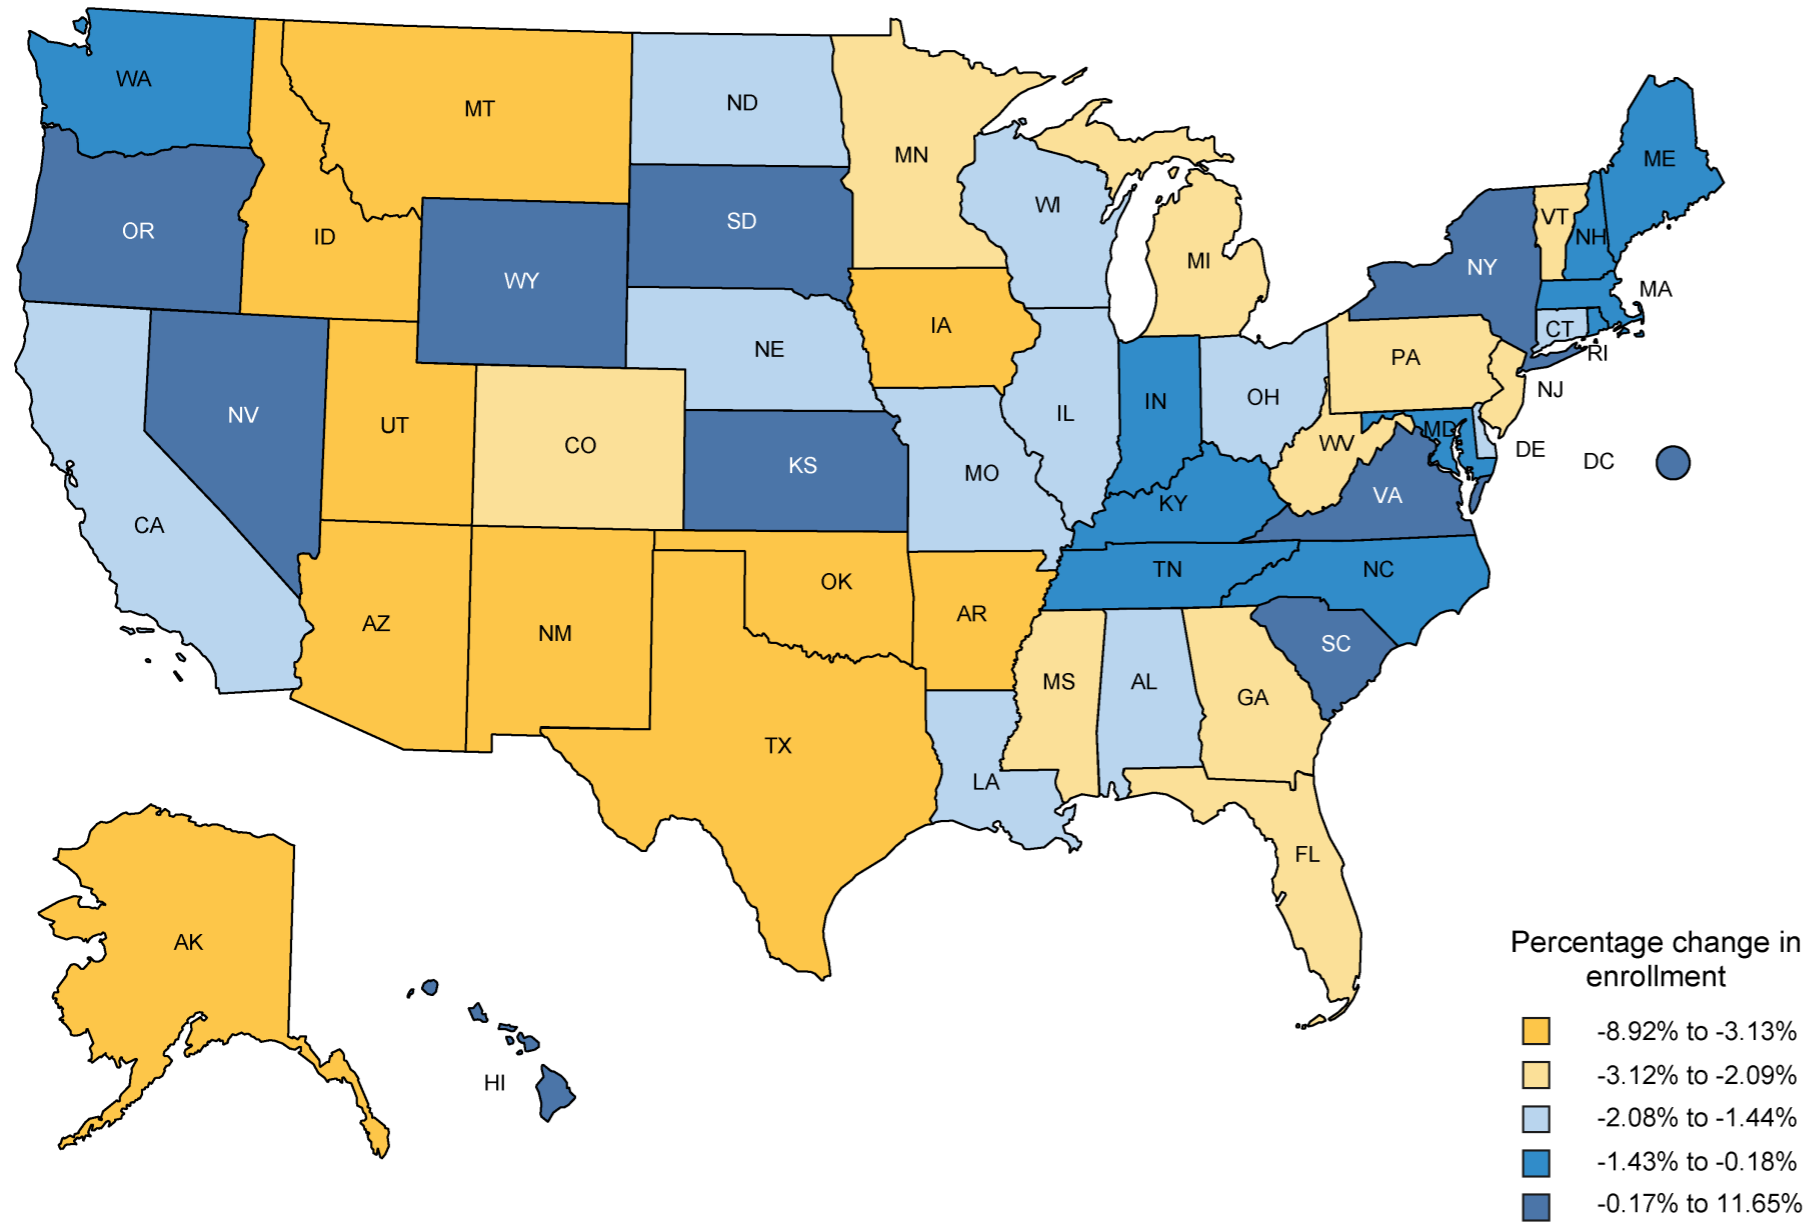 WA
MT
ND
MN
ME
OR
ID
SD
WI
VT
NH
WY
MI
NY
MA
NE
IA
PA
CT
RI
NV
UT
CO
KS
MO
IL
IN
OH
NJ
WV
MD
DE
DC
CA
KY
VA
AZ
NM
OK
AR
TN
NC
TX
MS
AL
GA
SC
LA
FL
AK
HI
Percentage change in
enrollment
-8.92% to -3.13%
-3.12% to -2.09%
-2.08% to -1.44%
-1.43% to -0.18%
-0.17% to 11.65%